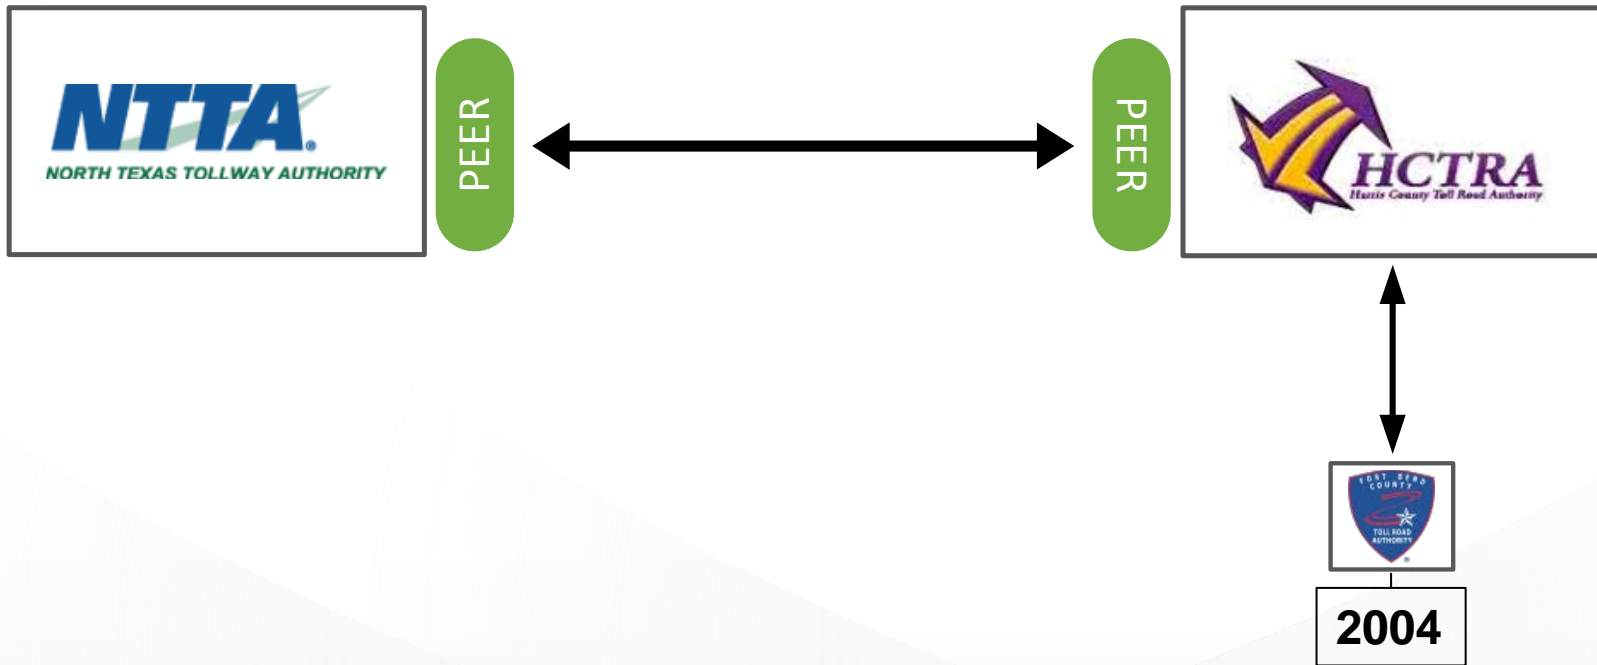 NTTA®
NORTH TEXAS TOLLWAY AUTHORITY
PEER
PEER
HCTRA
Harris County Toll Road Authority
FORT BEND
COUNTY
TOLL ROAD
AUTHORITY
®
2004